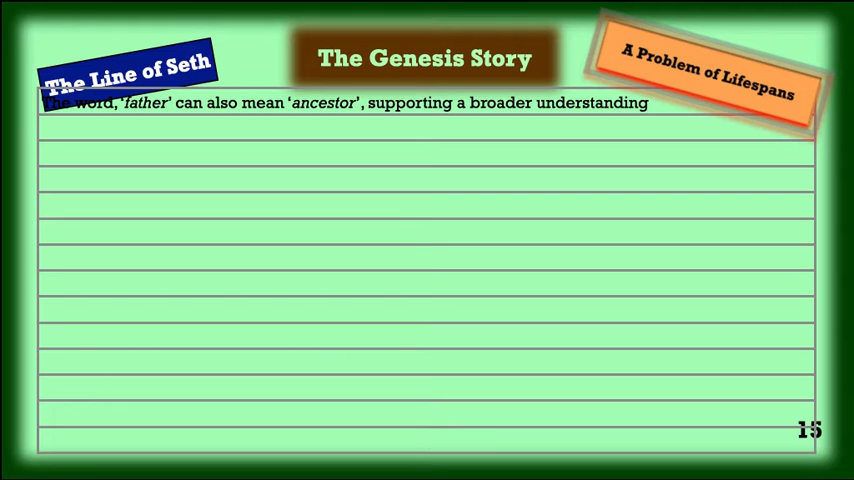 The Line of Seth
The Genesis Story
A Problem of Lifespans
The word, ‘father’ can also mean ‘ancestor’, supporting a broader understanding
15